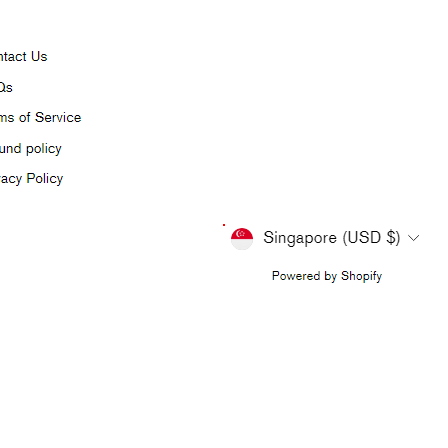 ntact Us
Qs
ms of Service
und policy
acy Policy
Singapore (USD $)
Powered by Shopify